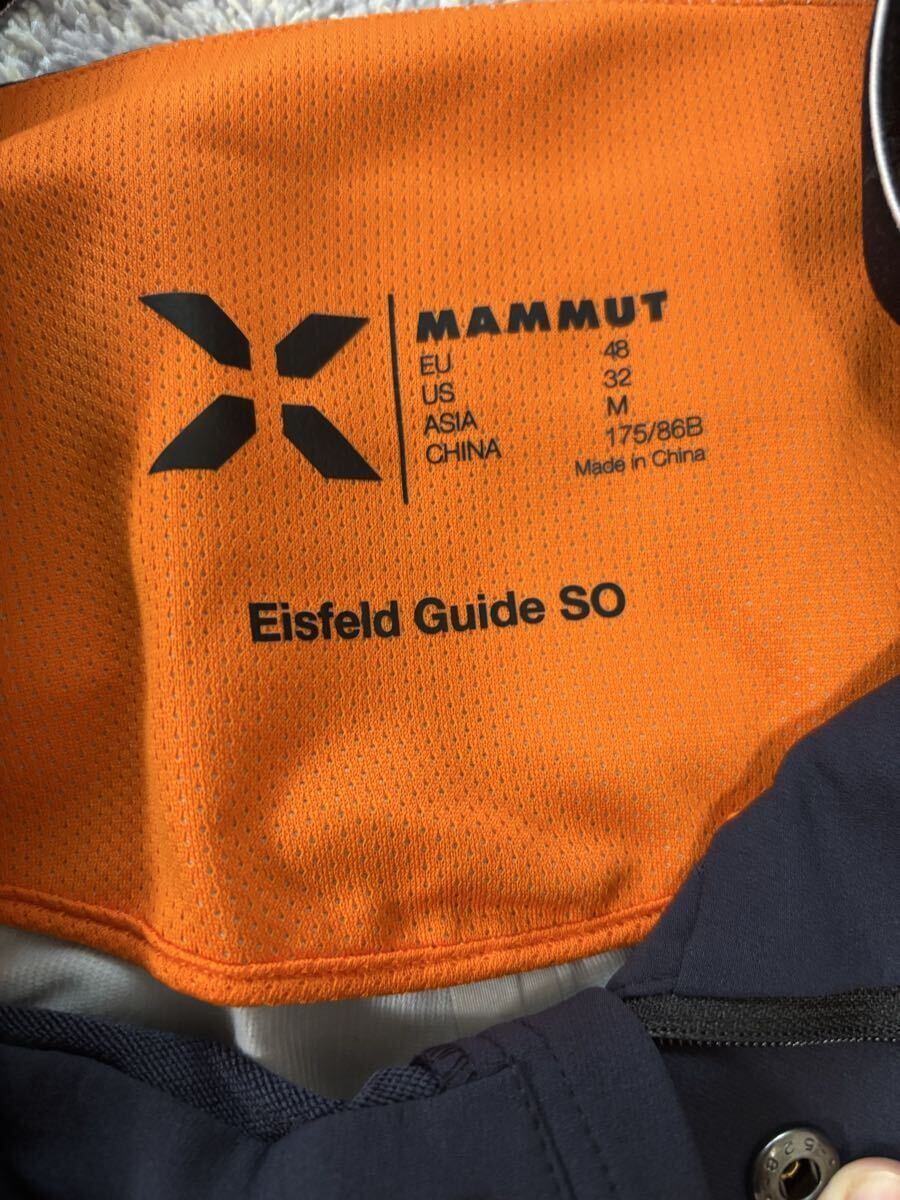 MAMMUT
EU 48
US 32
ASIA M
CHINA 175/86B
Made in China
Eisfeld Guide SO